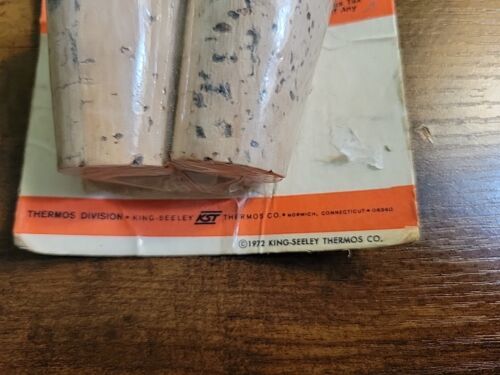 THERMOS DIVISION • KING-SEELEY KST THERMOS CO. • NORWICH, CONNECTICUT • 06360
©1972 KING-SEELEY THERMOS CO.